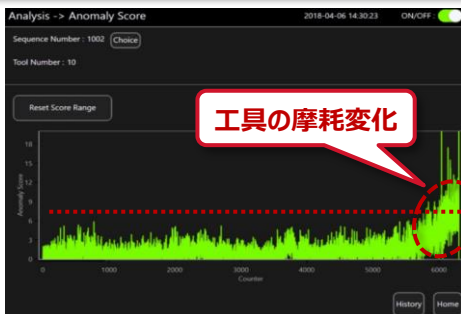 Analysis -> Anomaly Score
2018-04-06 14:30:23
ON/OFF :
Sequence Number : 1002
Choice
Tool Number : 10
Reset Score Range
工具の摩耗変化
Anomaly Score
18
15
12
9
6
3
0
0 1000 2000 3000 4000 5000 6000
Counter
History
Home